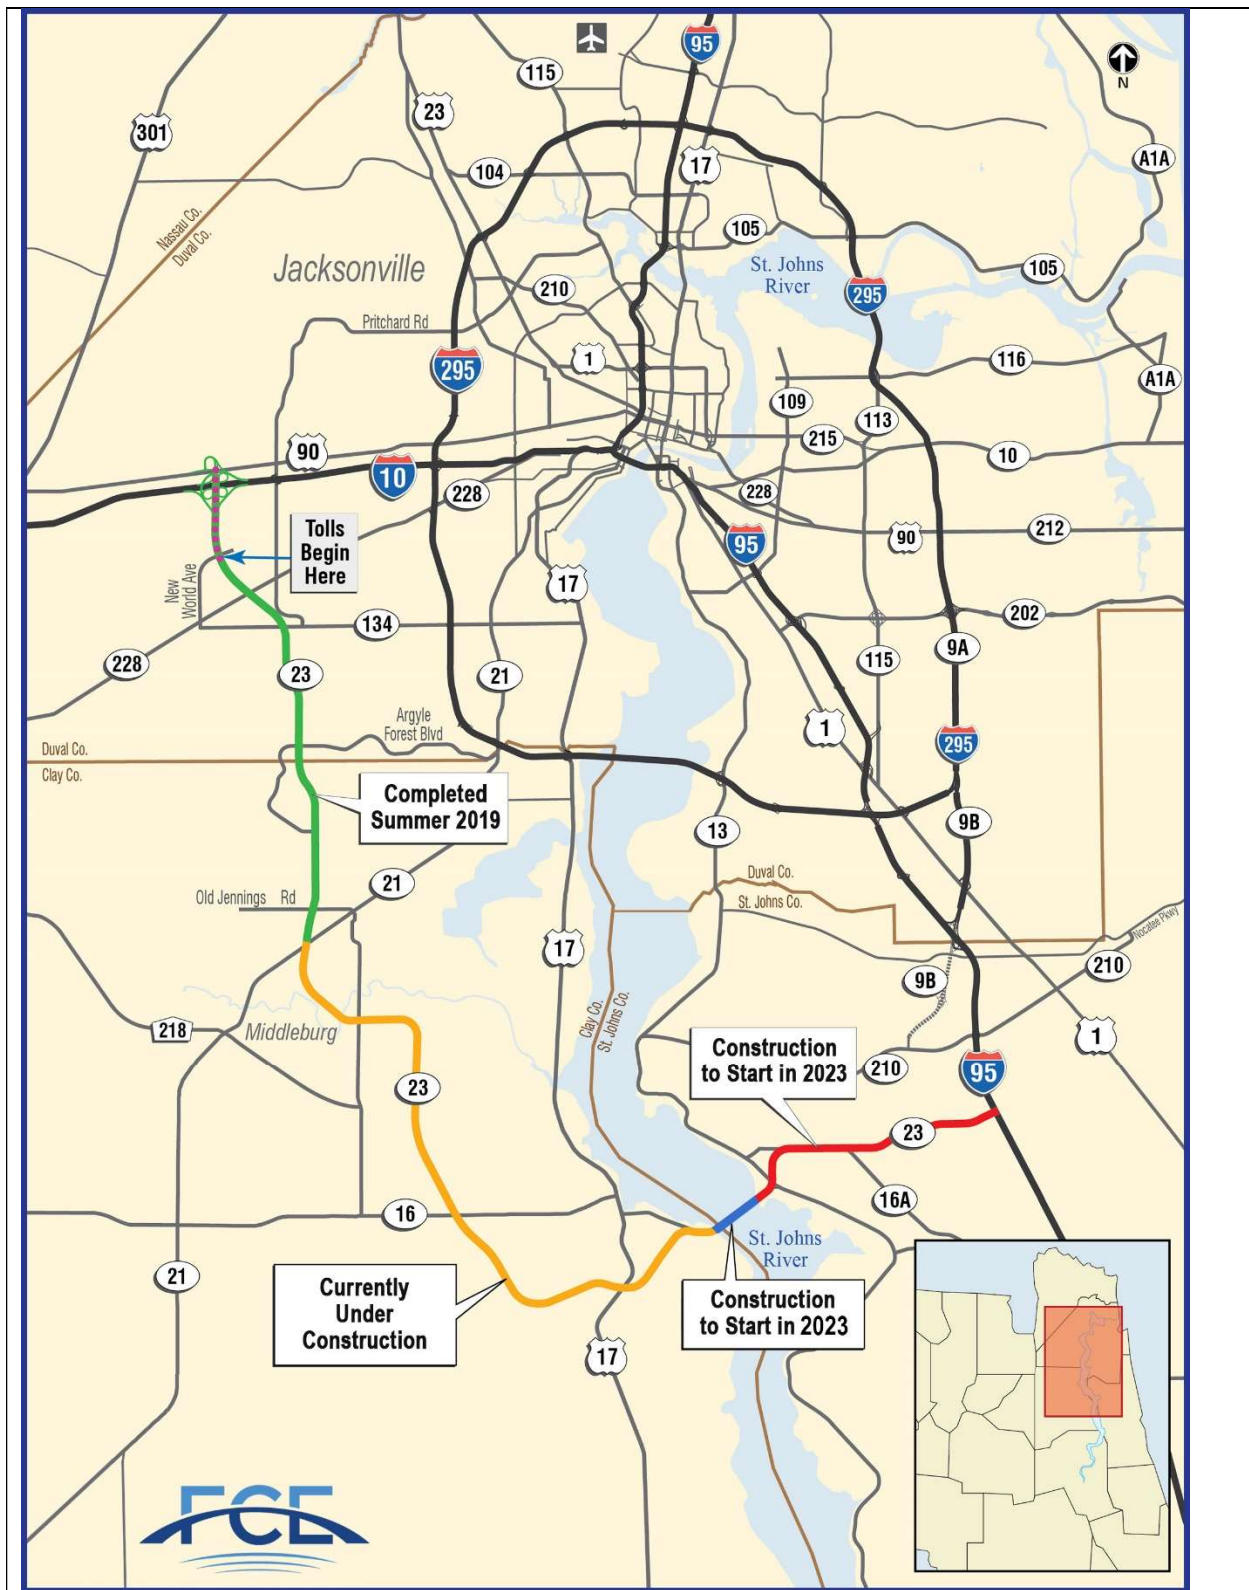 95
N
115
23
301
17
A1A
104
Nassau Co.
Duval Co.
105
Jacksonville
St. Johns
River
105
210
295
Pritchard Rd
1
116
295
A1A
109
113
90
215
10
10
228
228
95
90
212
Tolls
Begin
Here
New
World Ave
17
134
202
9A
228
23
21
115
Argyle
Forest Blvd
1
295
Duval Co.
Clay Co.
Completed
Summer 2019
13
9B
21
Duval Co.
St. Johns Co.
Old Jennings Rd
Nocatee Pkwy
17
210
9B
218
Middleburg
Clay Co.
St. Johns Co.
1
Construction
to Start in 2023
210
95
23
23
16A
16
St. Johns
River
21
Currently
Under
Construction
Construction
to Start in 2023
17
FCE